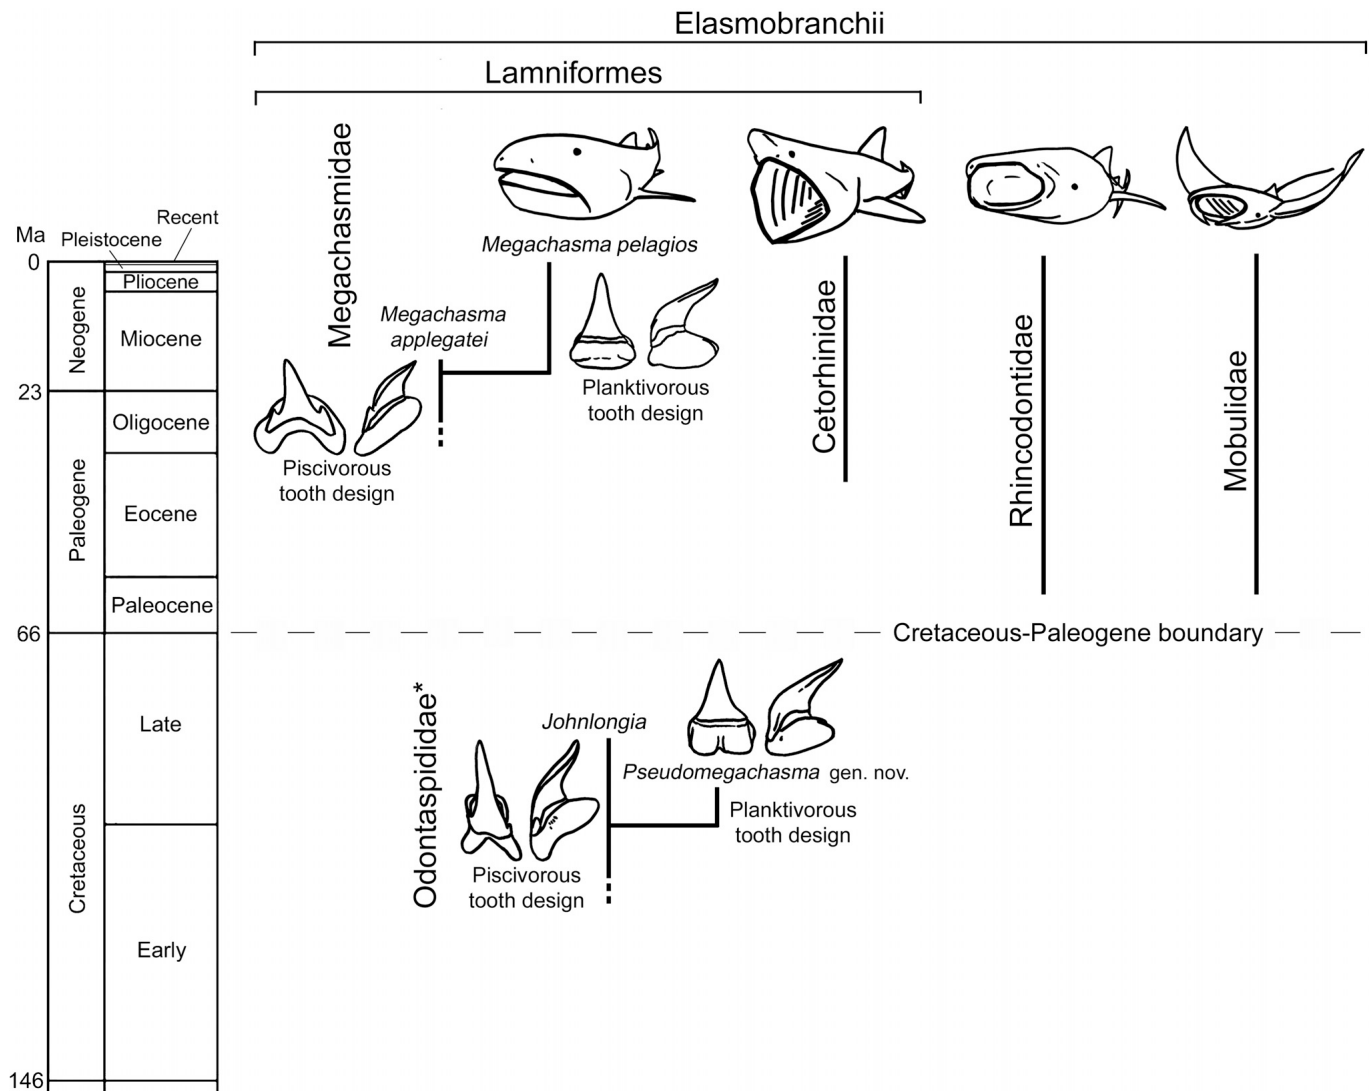 Elasmobranchii
Lamniformes
Megachasmidae
Megachasma pelagios
Recent
Ma
Pleistocene
0
Pliocene
Neogene
Miocene
Megachasma
applegatei
Planktivorous
tooth design
Cetorhinidae
Rhincodontidae
Mobulidae
23
Oligocene
Piscivorous
tooth design
Paleogene
Eocene
Paleocene
66
Cretaceous-Paleogene boundary
Late
Odontaspididae*
Johnlongia
Pseudomegachasma gen. nov.
Planktivorous
tooth design
Piscivorous
tooth design
Cretaceous
Early
146